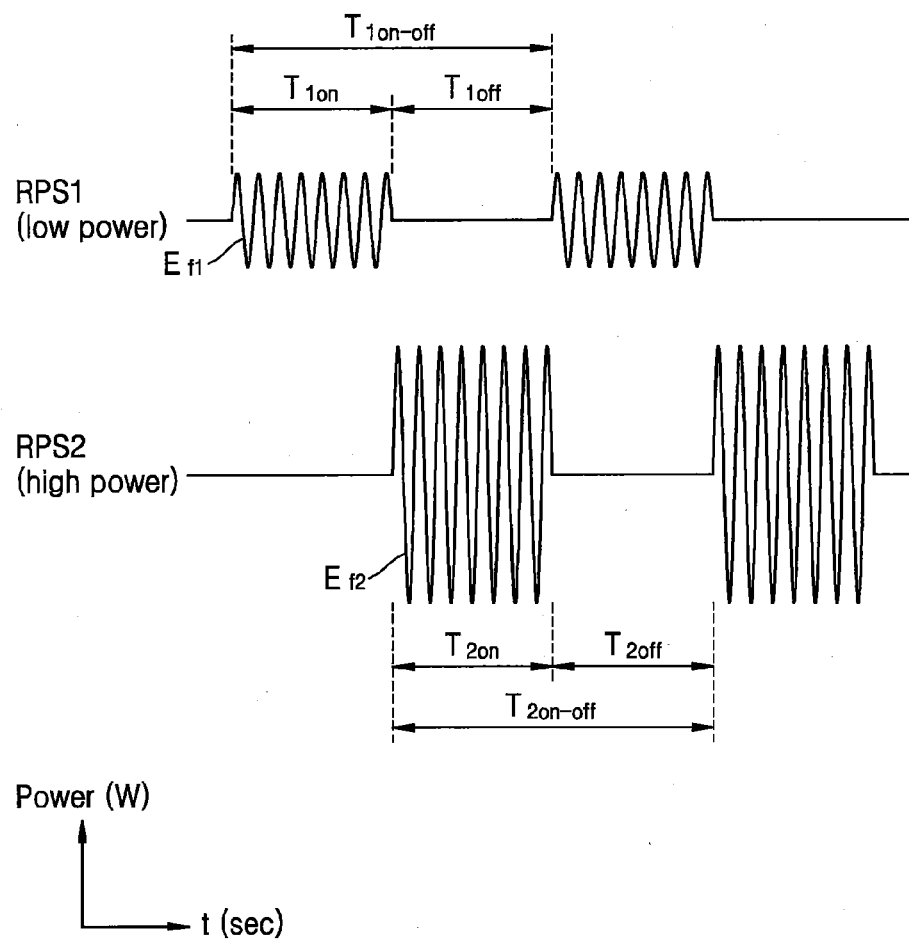 T1on-off
T1on
T1off
RPS1
(low power)
Ef1
RPS2
(high power)
Ef2
T2on
T2off
T2on-off
Power (W)
t (sec)